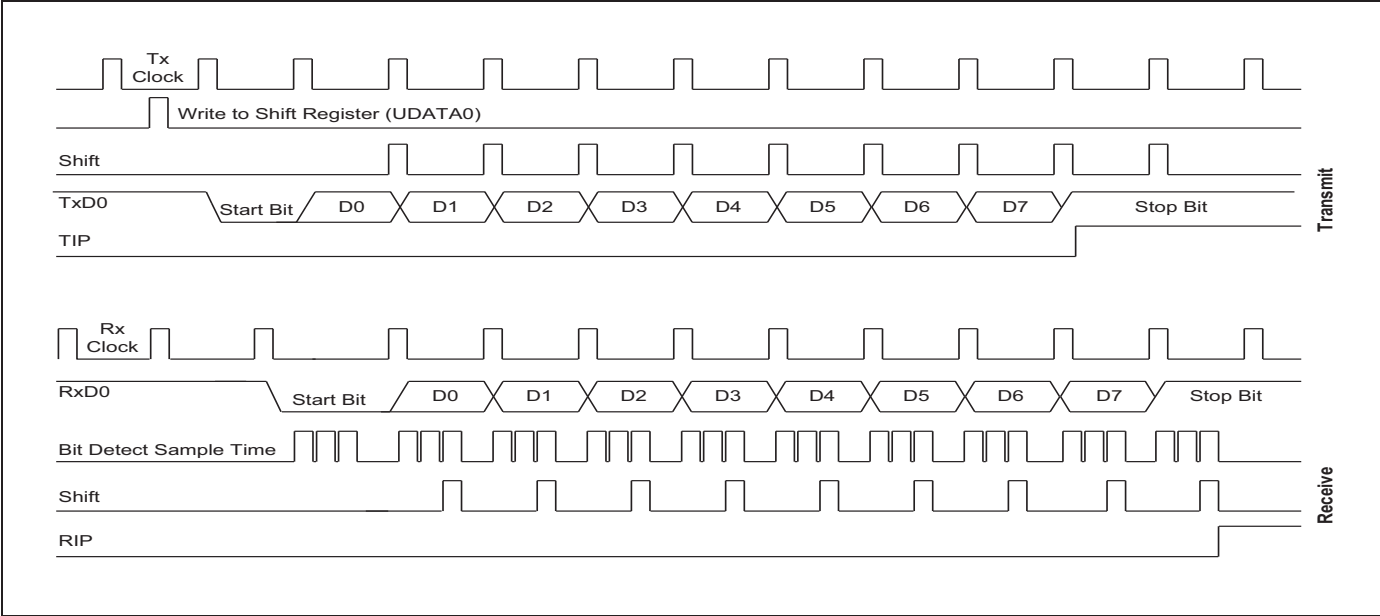 Tx
Clock
Write to Shift Register (UDATA0)
Shift
TxD0
Start Bit D0 D1 D2 D3 D4 D5 D6 D7 Stop Bit
TIP
Transmit
Rx
Clock
RxD0
Start Bit D0 D1 D2 D3 D4 D5 D6 D7 Stop Bit
Bit Detect Sample Time
Shift
RIP
Receive